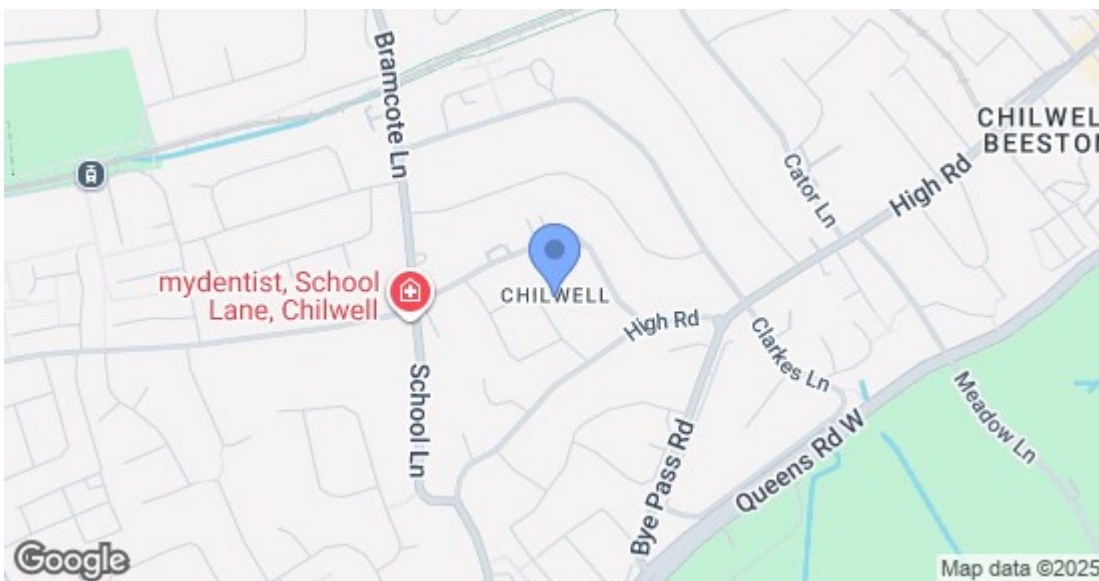 Bramcote Ln
CHILWELL
BEESTON
Cator Ln
High Rd
mydentist, School
Lane, Chilwell
CHILWELL
High Rd
Clarkes Ln
School Ln
Meadow Ln
Bye Pass Rd
Queens Rd W
Google
Map data ©2025